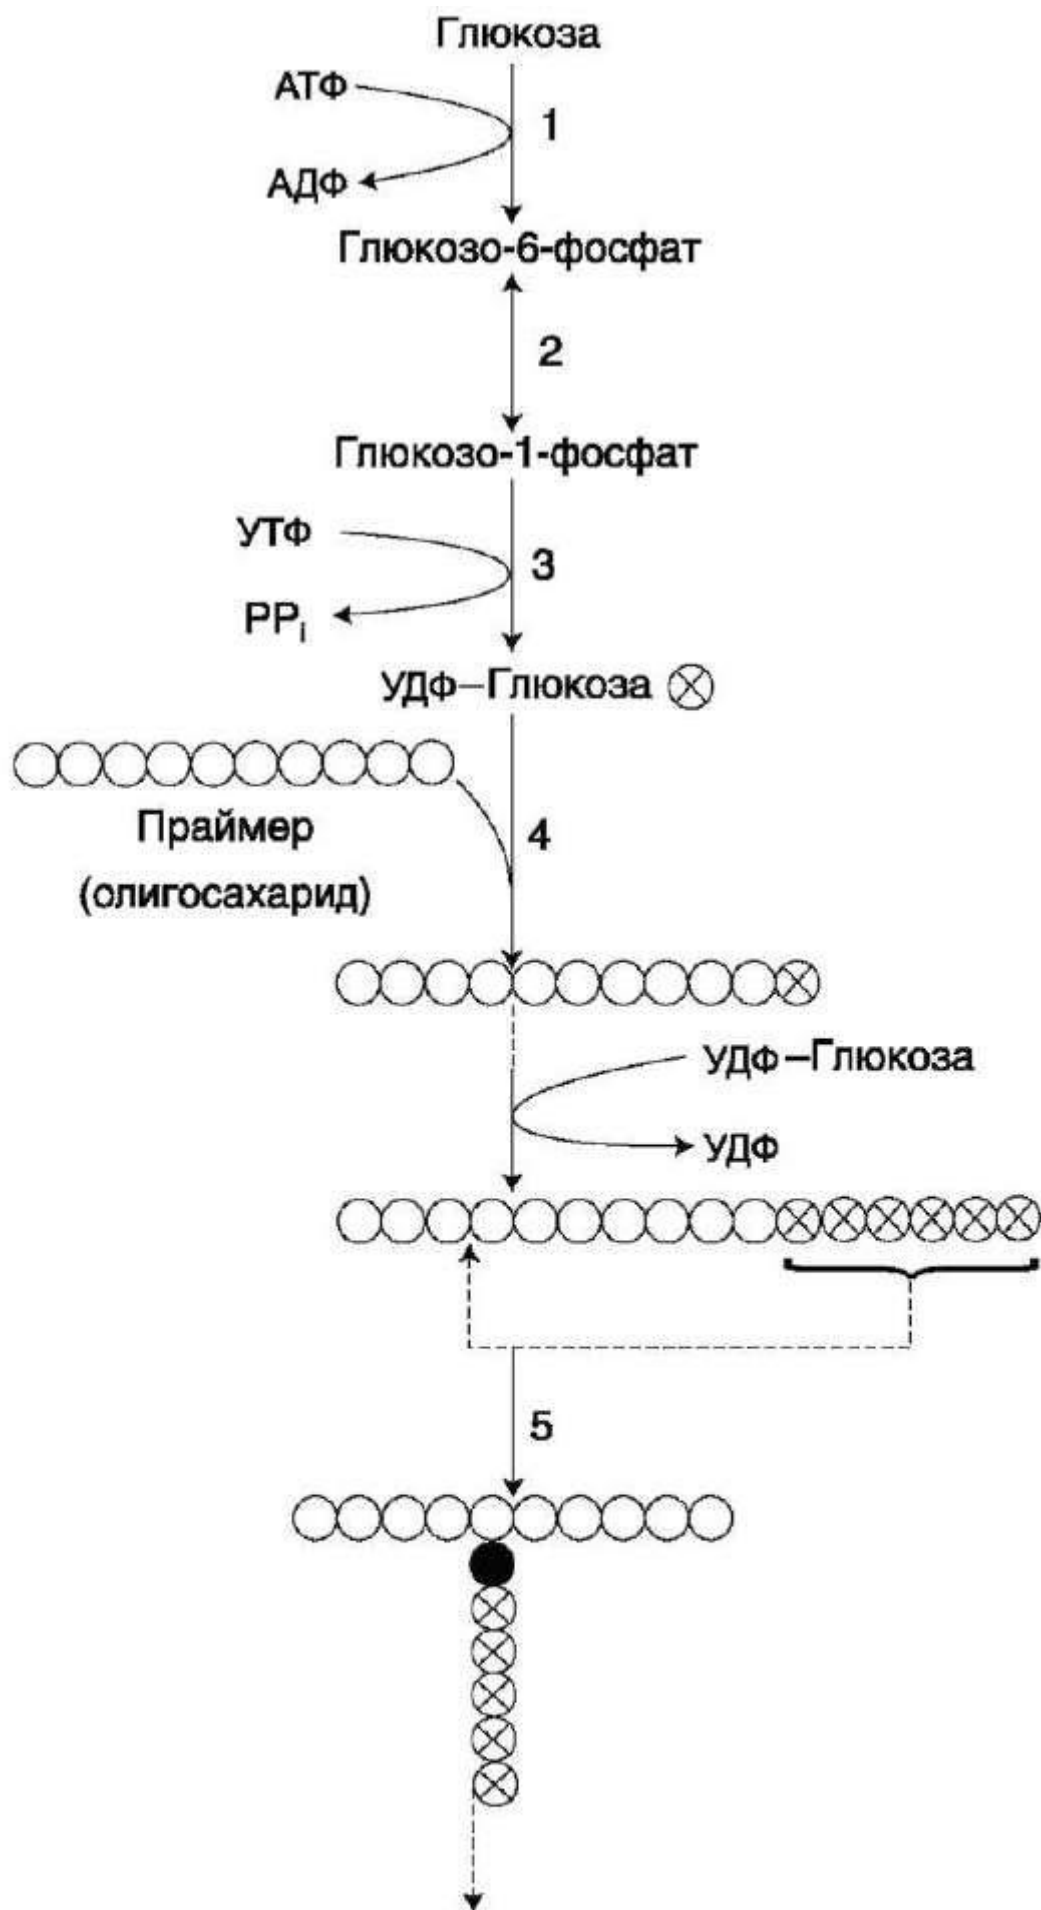 Глюкоза
АТФ
1
АДФ
Глюкозо-6-фосфат
2
Глюкозо-1-фосфат
УТФ
3
PPi
УДФ–Глюкоза
Праймер
4
(олигосахарид)
УДФ–Глюкоза
УДФ
5